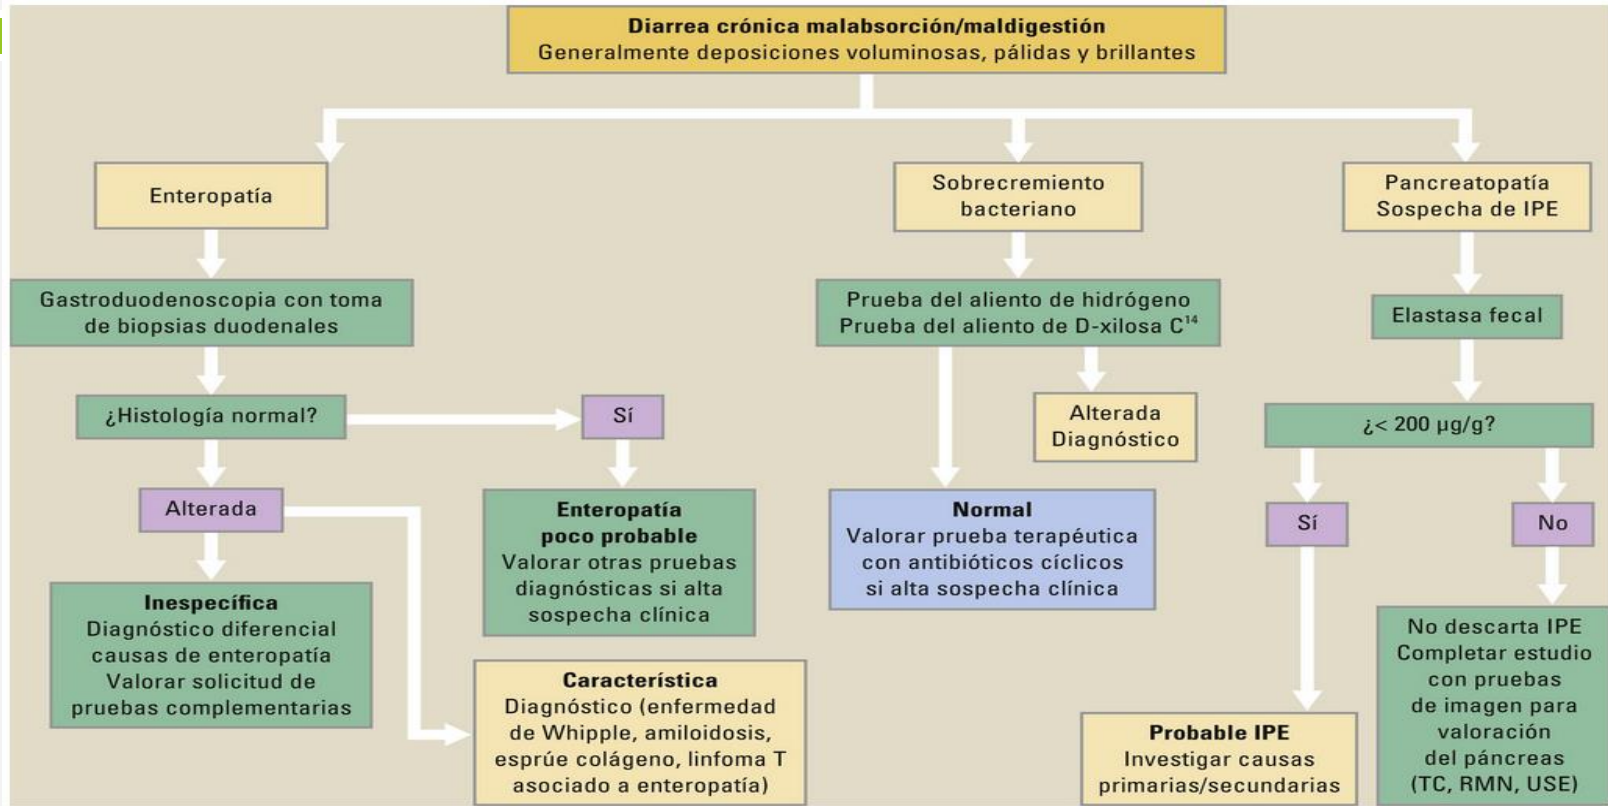 Diarrea crónica malabsorción/maldigestión
Generalmente deposiciones voluminosas, pálidas y brillantes
Enteropatía
Sobrecremiento
bacteriano
Pancreatopatía
Sospecha de IPE
Gastroduodenoscopia con toma
de biopsias duodenales
Prueba del aliento de hidrógeno
Prueba del aliento de D-xilosa C¹⁴
Elastasa fecal
¿Histología normal?
Sí
Alterada
Diagnóstico
¿< 200 µg/g?
Alterada
Enteropatía
poco probable
Valorar otras pruebas
diagnósticas si alta
sospecha clínica
Normal
Valorar prueba terapéutica
con antibióticos cíclicos
si alta sospecha clínica
Sí
No
Inespecífica
Diagnóstico diferencial
causas de enteropatía
Valorar solicitud de
pruebas complementarias
Característica
Diagnóstico (enfermedad
de Whipple, amiloidosis,
esprúe colágeno, linfoma T
asociado a enteropatía)
Probable IPE
Investigar causas
primarias/secundarias
No descarta IPE
Completar estudio
con pruebas
de imagen para
valoración
del páncreas
(TC, RMN, USE)